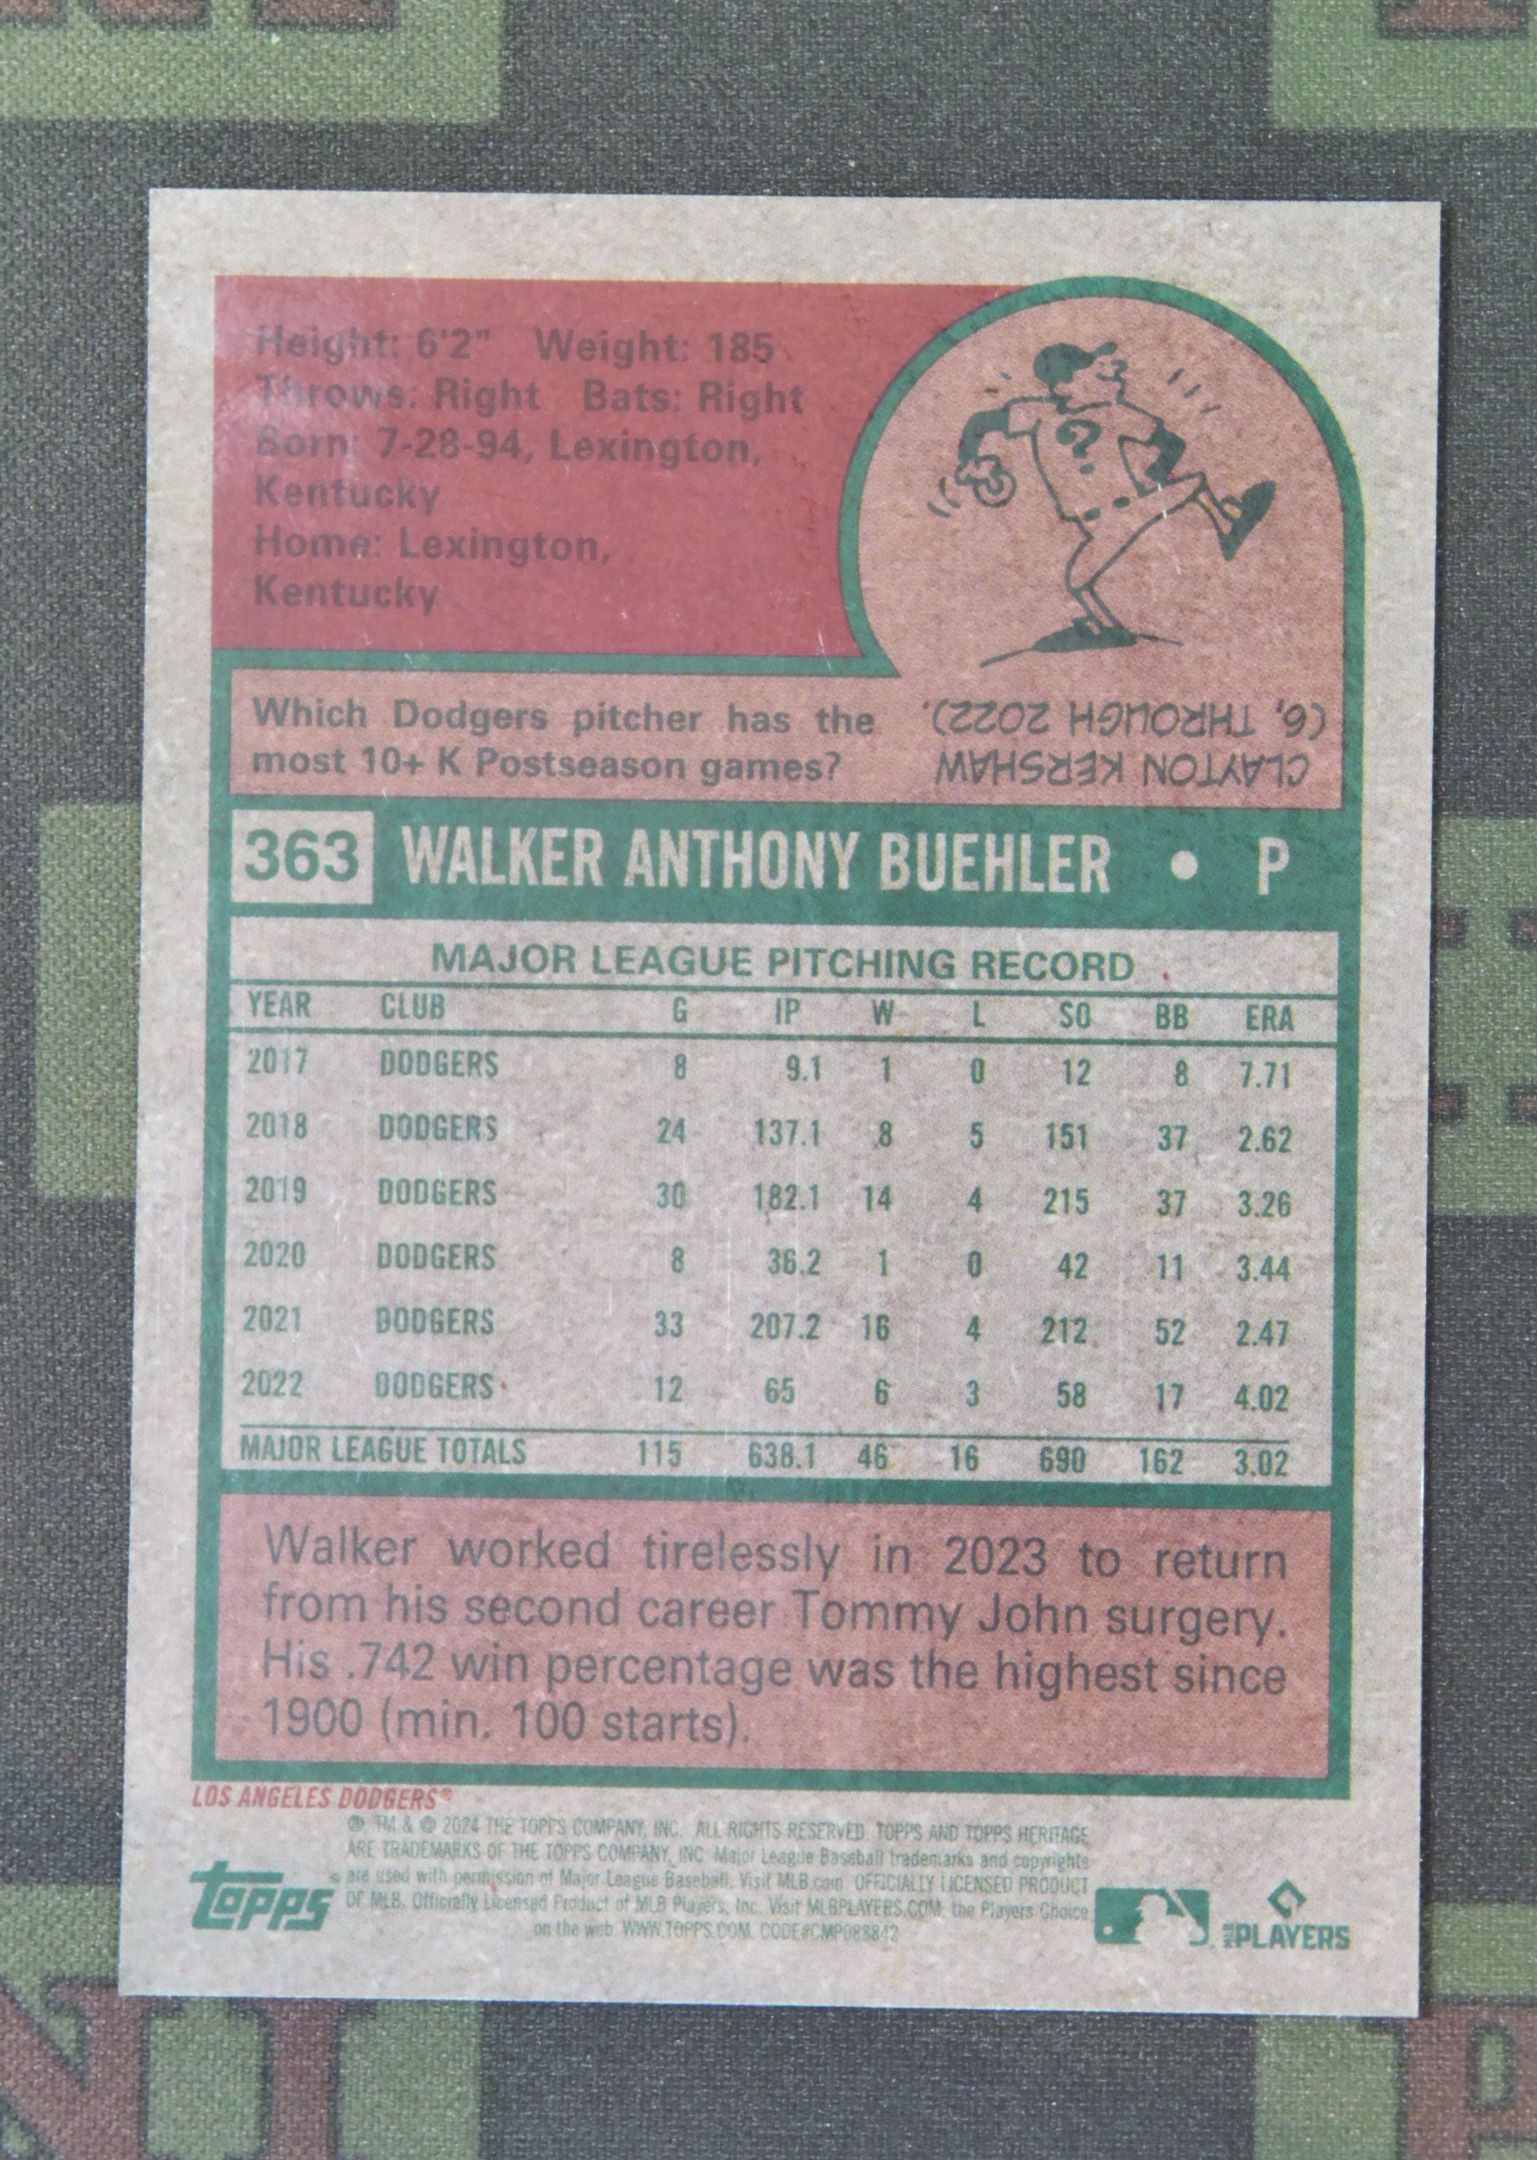 Height: 6'2" Weight: 185
Throws: Right Bats: Right
Born: 7-28-94, Lexington,
Kentucky
Home: Lexington,
Kentucky
?
Which Dodgers pitcher has the
most 10+ K Postseason games?
CLAYTON KERSHAW
(6, THROUGH 2022).
363 WALKER ANTHONY BUEHLER • P
MAJOR LEAGUE PITCHING RECORD
YEAR CLUB G IP W L SO BB ERA
2017 DODGERS 8 9.1 1 0 12 8 7.71
2018 DODGERS 24 137.1 8 5 151 37 2.62
2019 DODGERS 30 182.1 14 4 215 37 3.26
2020 DODGERS 8 36.2 1 0 42 11 3.44
2021 DODGERS 33 207.2 16 4 212 52 2.47
2022 DODGERS 12 65 6 3 58 17 4.02
MAJOR LEAGUE TOTALS 115 638.1 46 16 690 162 3.02
Walker worked tirelessly in 2023 to return
from his second career Tommy John surgery.
His .742 win percentage was the highest since
1900 (min. 100 starts).
LOS ANGELES DODGERS®
®, TM & © 2024 THE TOPPS COMPANY, INC. ALL RIGHTS RESERVED. TOPPS AND TOPPS HERITAGE
ARE TRADEMARKS OF THE TOPPS COMPANY, INC. Major League Baseball trademarks and copyrights
are used with permission of Major League Baseball. Visit MLB.com. OFFICIALLY LICENSED PRODUCT
OF MLB. Officially Licensed Product of MLB Players, Inc. Visit MLBPLAYERS.COM, the Players Choice
on the web. WWW.TOPPS.COM. CODE#CMP088842
topps
MLB PLAYERS